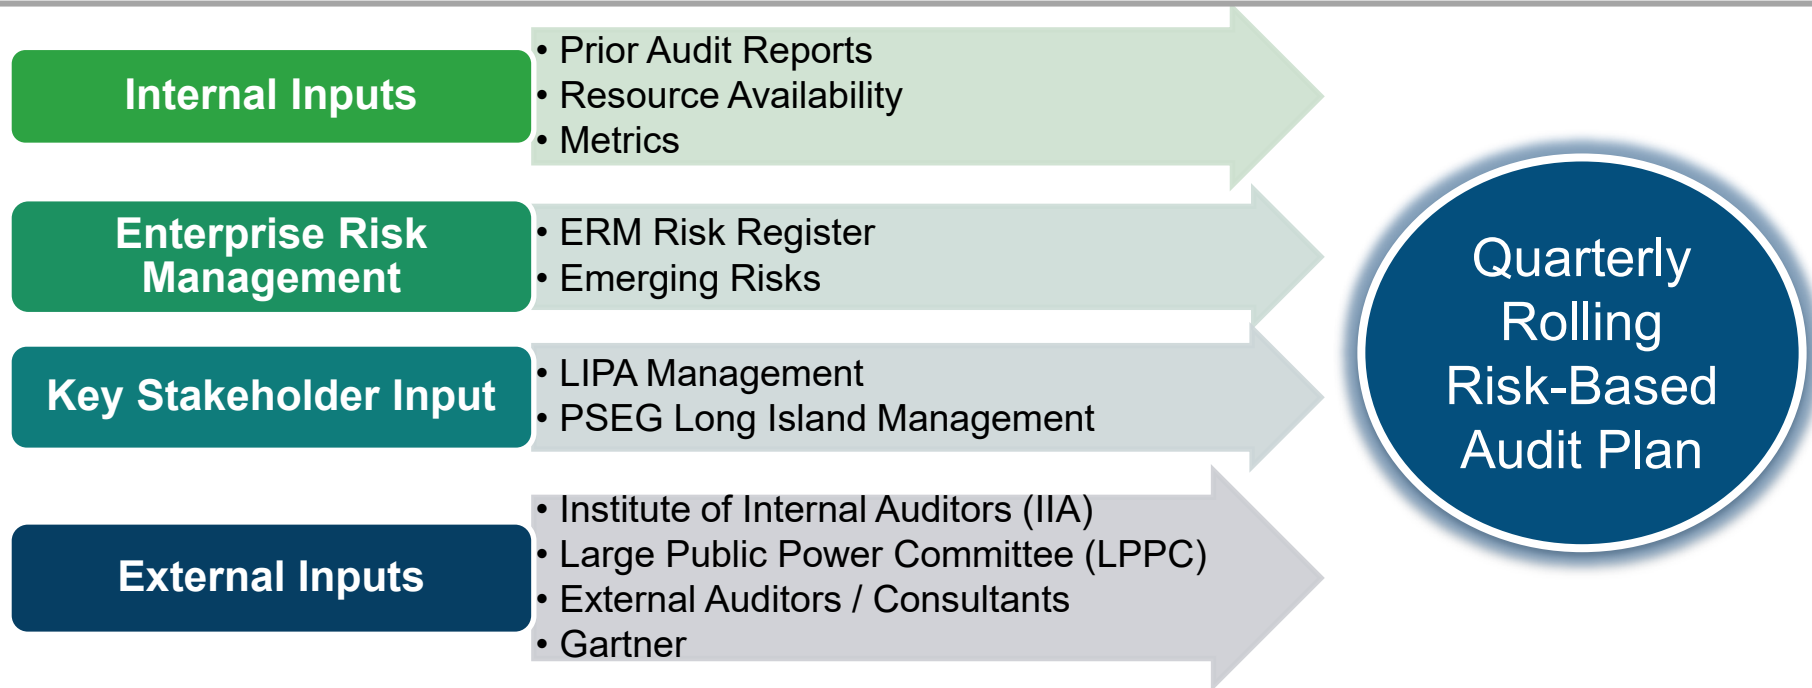 Internal Inputs
• Prior Audit Reports
• Resource Availability
• Metrics
Enterprise Risk
Management
• ERM Risk Register
• Emerging Risks
Key Stakeholder Input
• LIPA Management
• PSEG Long Island Management
External Inputs
• Institute of Internal Auditors (IIA)
• Large Public Power Committee (LPPC)
• External Auditors / Consultants
• Gartner
Quarterly
Rolling
Risk-Based
Audit Plan